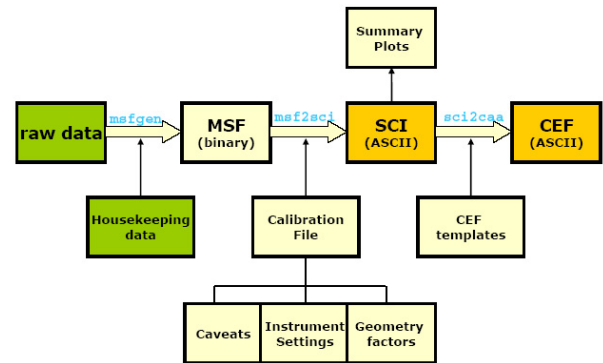 Summary
Plots
msfgen
msf2sci
sci2caa
raw data
MSF
(binary)
SCI
(ASCII)
CEF
(ASCII)
Housekeeping
data
Calibration
File
CEF
templates
Caveats
Instrument
Settings
Geometry
factors